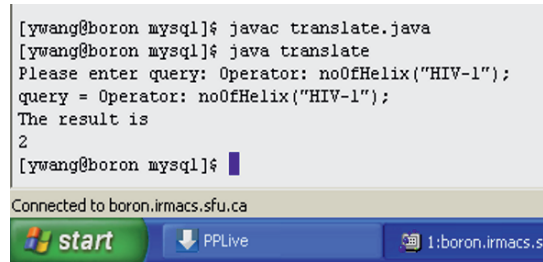 [ywang@boron mysql]$ javac translate.java
[ywang@boron mysql]$ java translate
Please enter query: Operator: noOfHelix("HIV-1");
query = Operator: noOfHelix("HIV-1");
The result is
2
[ywang@boron mysql]$
Connected to boron.irmacs.sfu.ca
start PPLive 1:boron.irmacs.s